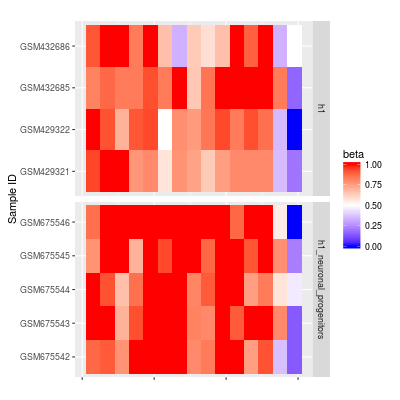 GSM432686
GSM432685
GSM429322
GSM429321
h1
GSM675546
GSM675545
GSM675544
GSM675543
GSM675542
h1_neuronal_progenitors
Sample ID
beta
1.00
0.75
0.50
0.25
0.00